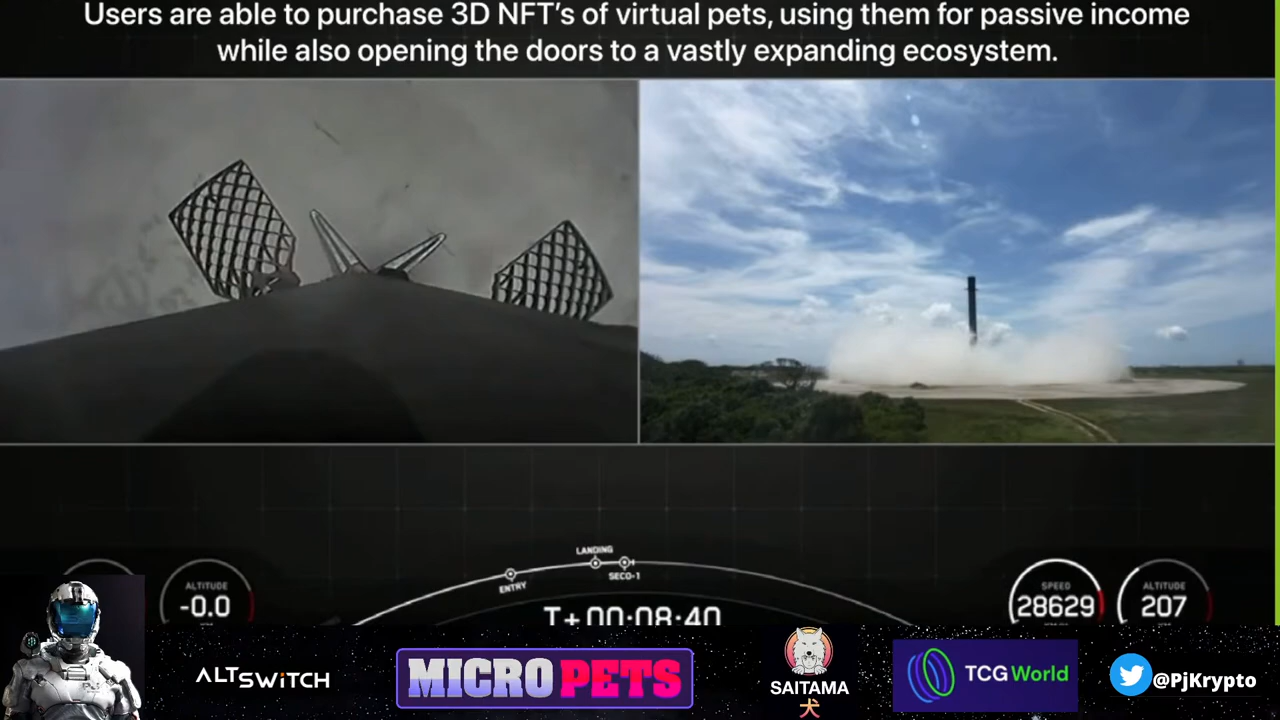 Users are able to purchase 3D NFT's of virtual pets, using them for passive income
while also opening the doors to a vastly expanding ecosystem.
LANDING
ENTRY
SECO-1
ALTITUDE
-0.0
T+00:08:40
SPEED
28629
ALTITUDE
207
ALTSWiTCH
MICRO PETS
SAITAMA
犬
TCG World
@PjKrypto